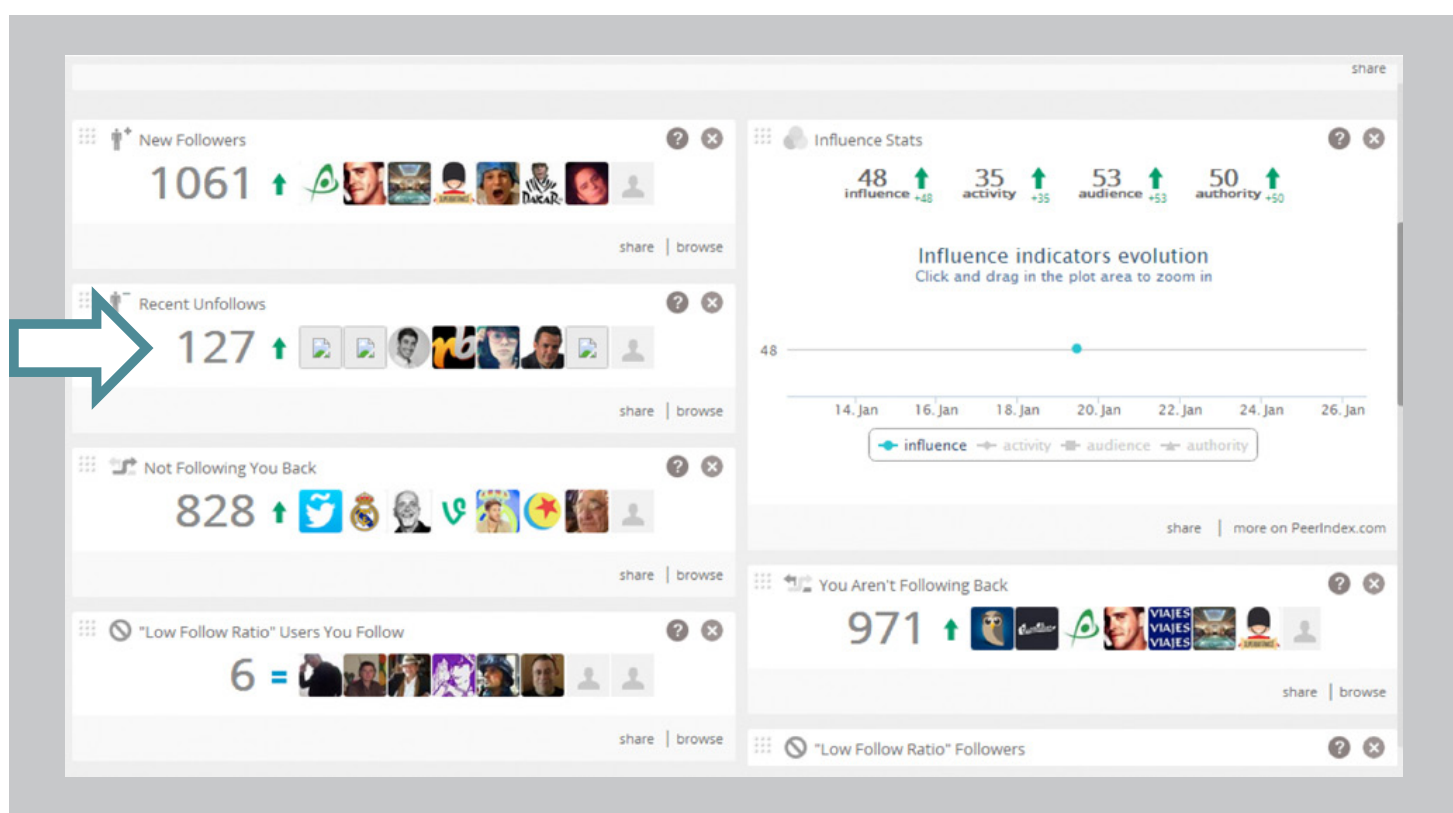 share
New Followers
1061
DAKAR
share | browse
Recent Unfollows
127
share | browse
Not Following You Back
828
share | browse
"Low Follow Ratio" Users You Follow
6 =
share | browse
Influence Stats
48 35 53 50
influence +48 activity +35 audience +53 authority +50
Influence indicators evolution
Click and drag in the plot area to zoom in
48
14. Jan 16. Jan 18. Jan 20. Jan 22. Jan 24. Jan 26. Jan
influence activity audience authority
share | more on PeerIndex.com
You Aren't Following Back
971
VIAJES
VIAJES
VIAJES
share | browse
"Low Follow Ratio" Followers